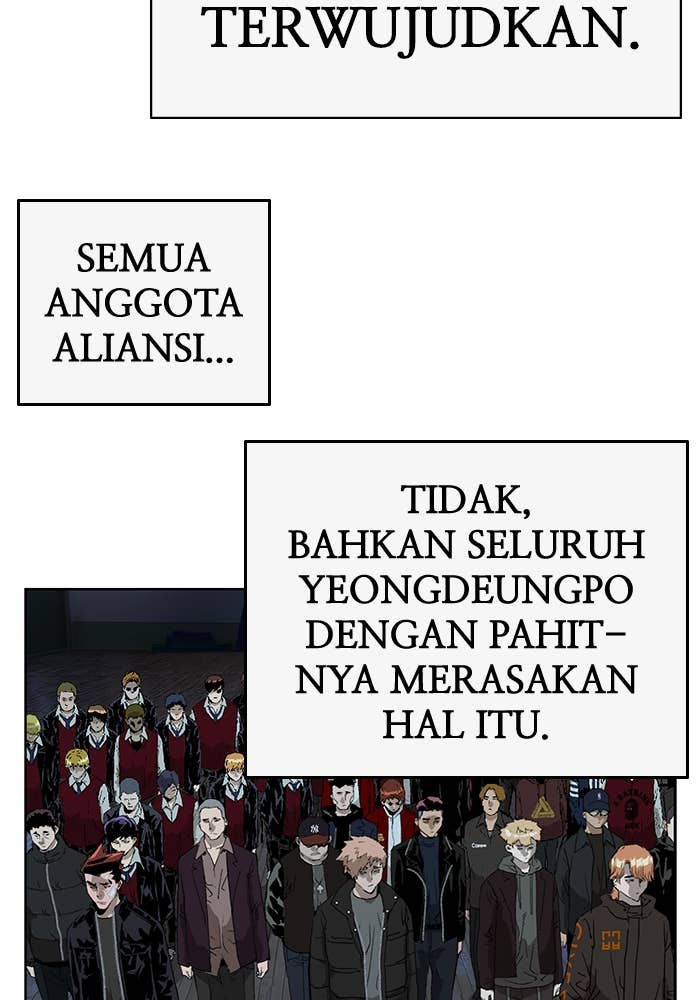 TERWUJUDKAN.
SEMUA
ANGGOTA
ALIANSI...
TIDAK,
BAHKAN SELURUH
YEONGDEUNGPO
DENGAN PAHIT-
NYA MERASAKAN
HAL ITU.